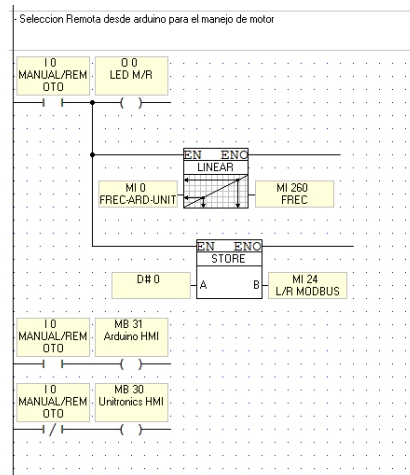 - Seleccion Remota desde arduino para el manejo de motor
I 0
MANUAL/REM
OTO
O 0
LED M/R
EN ENO
LINEAR
MI 0
FREC-ARD-UNIT
MI 260
FREC
EN ENO
STORE
D# 0
A B
MI 24
L/R MODBUS
I 0
MANUAL/REM
OTO
MB 31
Arduino HMI
I 0
MANUAL/REM
OTO
MB 30
Unitronics HMI